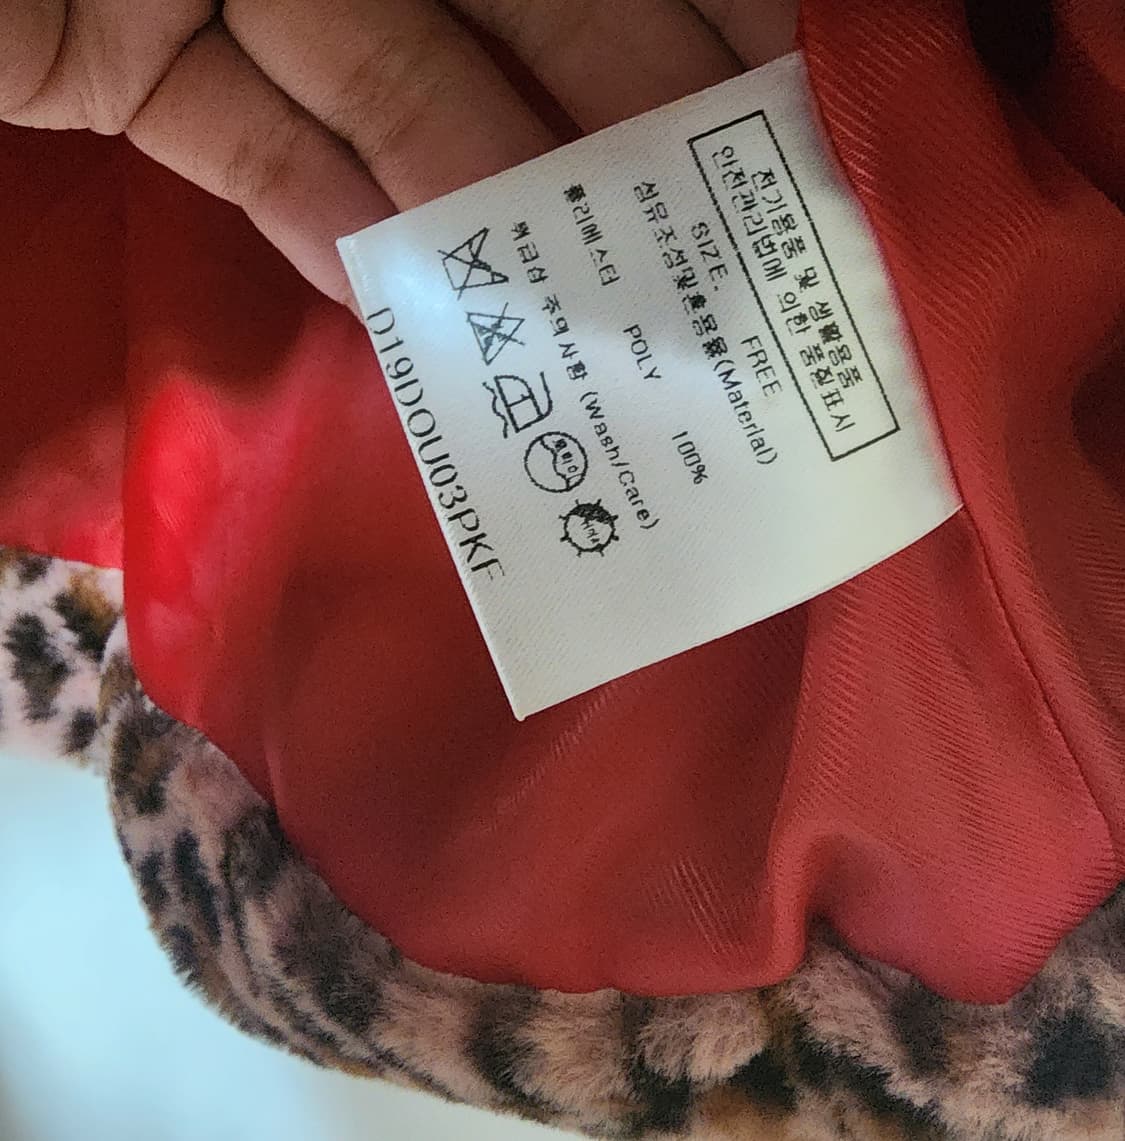 전기용품 및 생활용품
안전관리법에 의한 품질표시
SIZE- FREE
섬유조성및혼용율(Material)
폴리에스터 POLY 100%
취급상 주의사항 (Wash/Care)
D19DOU03PKF